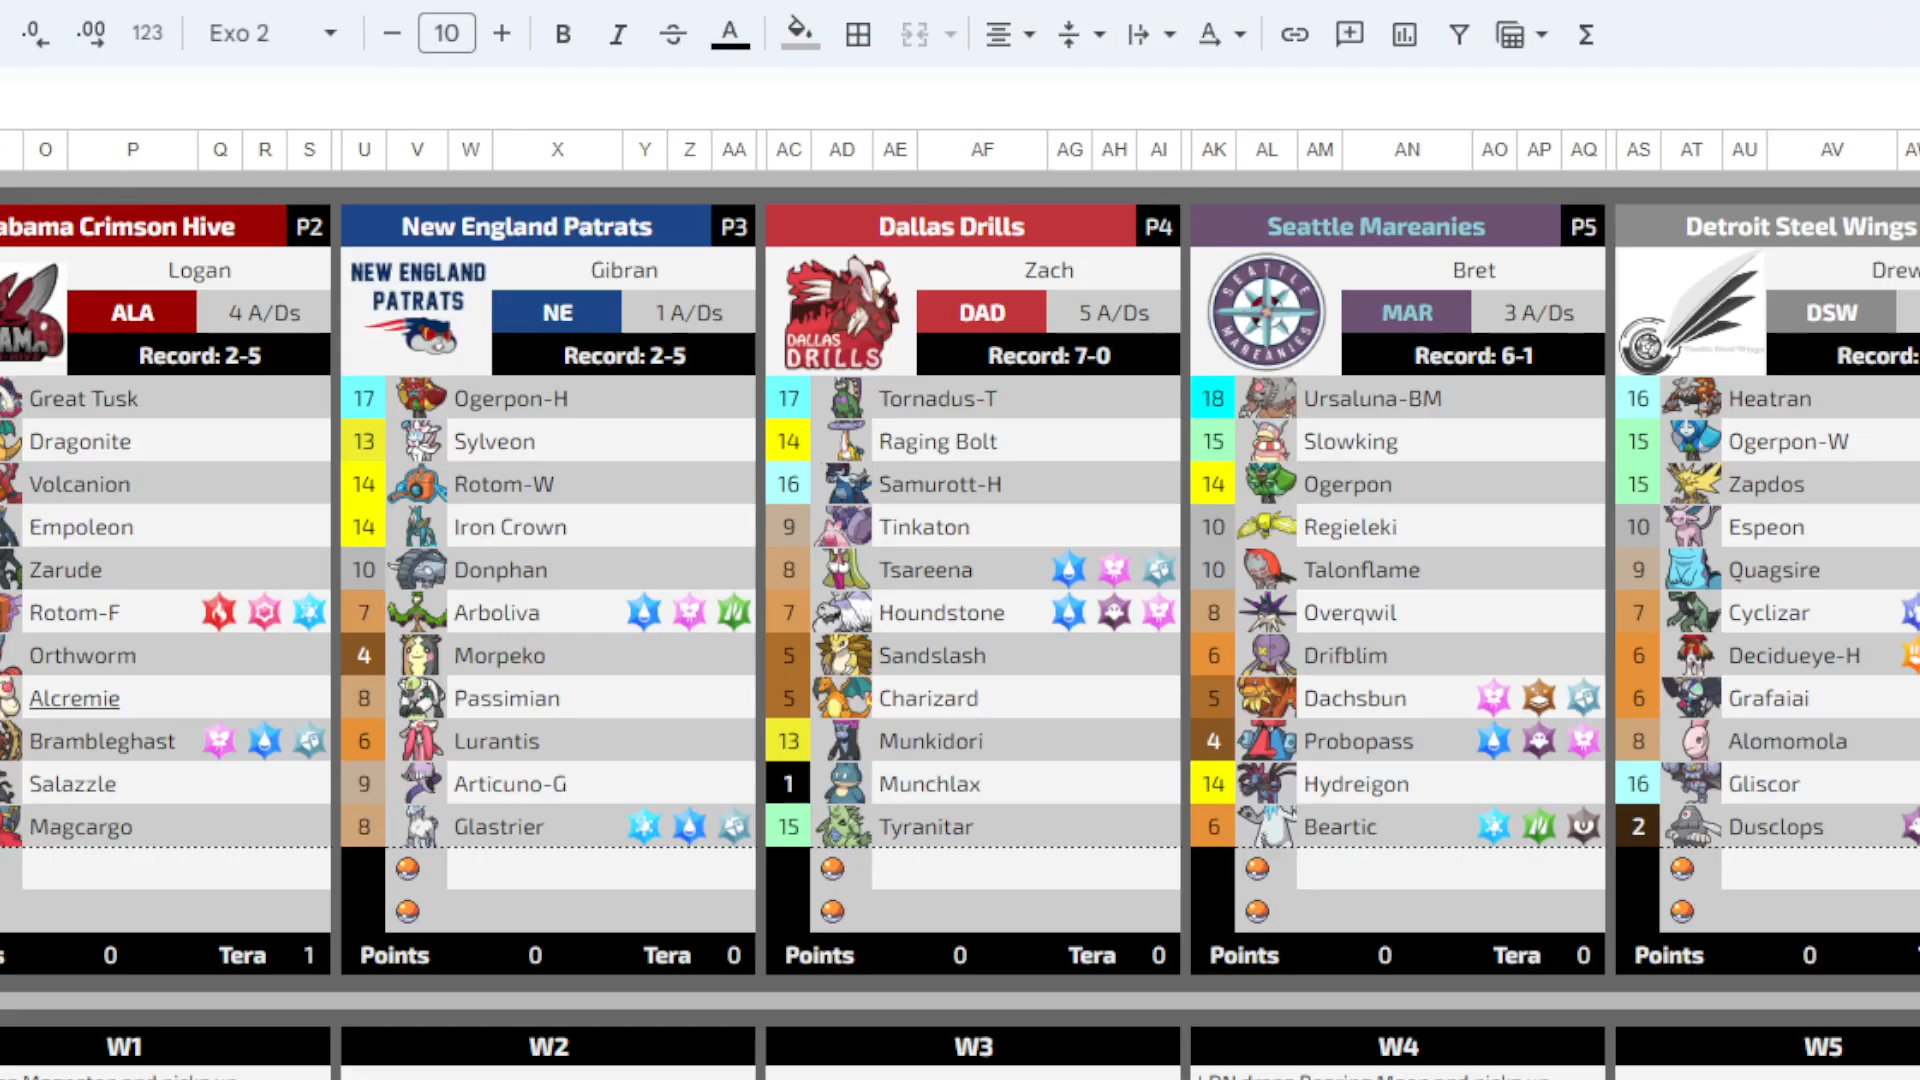 .0 .00 123 Exo 2 10 B I S A A Σ
O P Q R S U V W X Y Z AA AC AD AE AF AG AH AI AK AL AM AN AO AP AQ AS AT AU AV
abama Crimson Hive P2
Logan
ALA 4 A/Ds
Record: 2-5
Great Tusk
Dragonite
Volcanion
Empoleon
Zarude
Rotom-F
Orthworm
Alcremie
Brambleghast
Salazzle
Magcargo
0 Tera 1
New England Patrats P3
NEW ENGLAND
PATRATS
Gibran
NE 1 A/Ds
Record: 2-5
17 Ogerpon-H
13 Sylveon
14 Rotom-W
14 Iron Crown
10 Donphan
7 Arboliva
4 Morpeko
8 Passimian
6 Lurantis
9 Articuno-G
8 Glastrier
Points 0 Tera 0
Dallas Drills P4
DALLAS
DRILLS
Zach
DAD 5 A/Ds
Record: 7-0
17 Tornadus-T
14 Raging Bolt
16 Samurott-H
9 Tinkaton
8 Tsareena
7 Houndstone
5 Sandslash
5 Charizard
13 Munkidori
1 Munchlax
15 Tyranitar
Points 0 Tera 0
Seattle Mareanies P5
SEATTLE
MAREANIES
Bret
MAR 3 A/Ds
Record: 6-1
18 Ursaluna-BM
15 Slowking
14 Ogerpon
10 Regieleki
10 Talonflame
8 Overqwil
6 Drifblim
5 Dachsbun
4 Probopass
14 Hydreigon
6 Beartic
Points 0 Tera 0
Detroit Steel Wings
Drew
DSW
Record:
16 Heatran
15 Ogerpon-W
15 Zapdos
10 Espeon
9 Quagsire
7 Cyclizar
6 Decidueye-H
6 Grafaiai
8 Alomomola
16 Gliscor
2 Dusclops
Points 0
W1 W2 W3 W4 W5